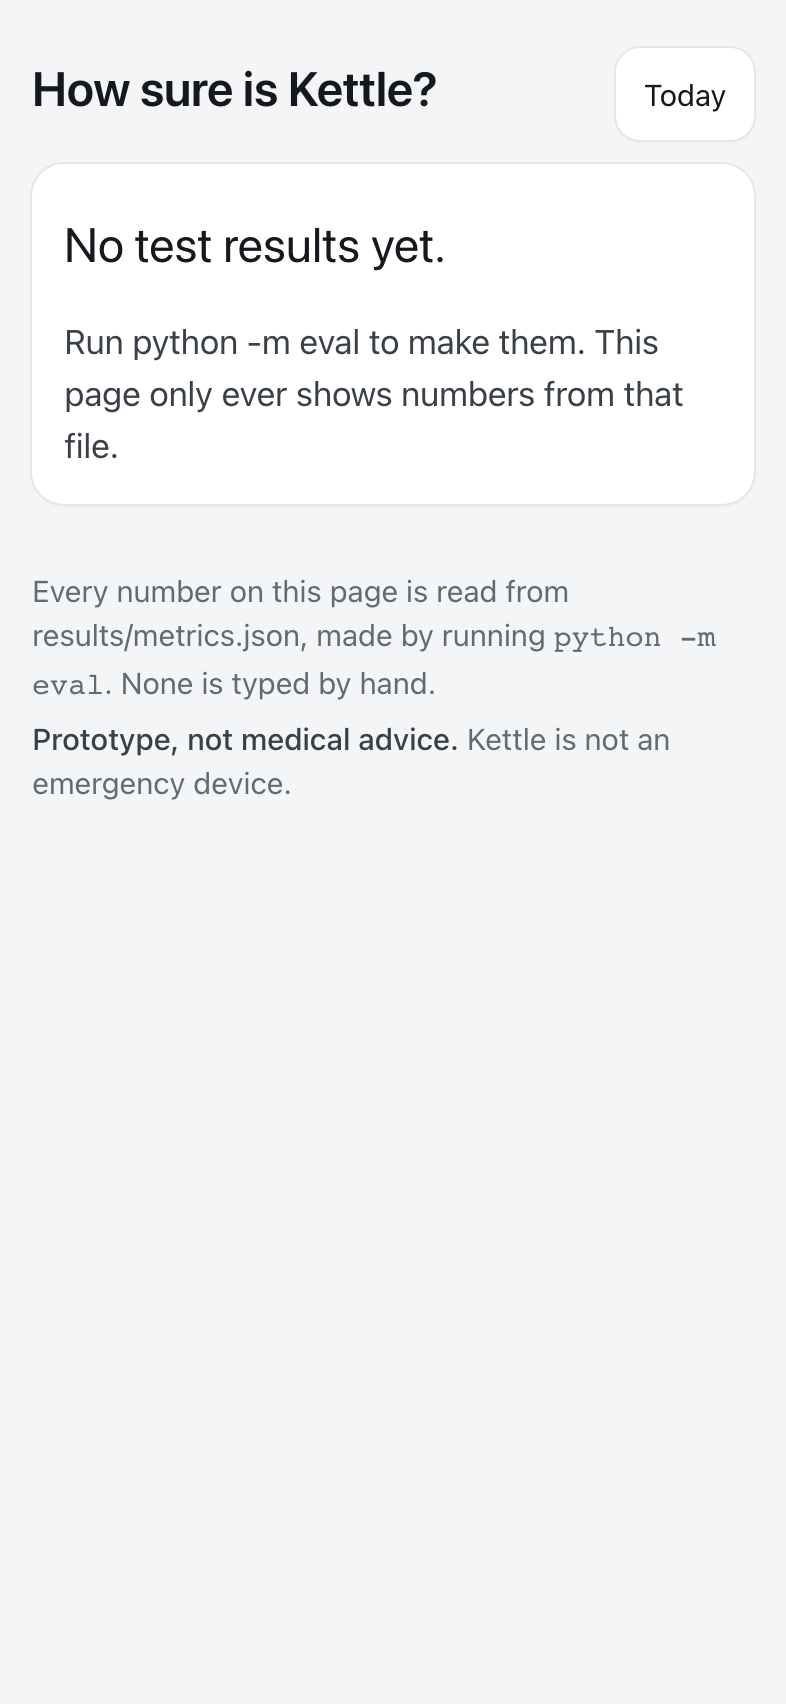 How sure is Kettle?
Today
No test results yet.
Run python -m eval to make them. This
page only ever shows numbers from that
file.
Every number on this page is read from
results/metrics.json, made by running python -m
eval. None is typed by hand.
Prototype, not medical advice. Kettle is not an
emergency device.